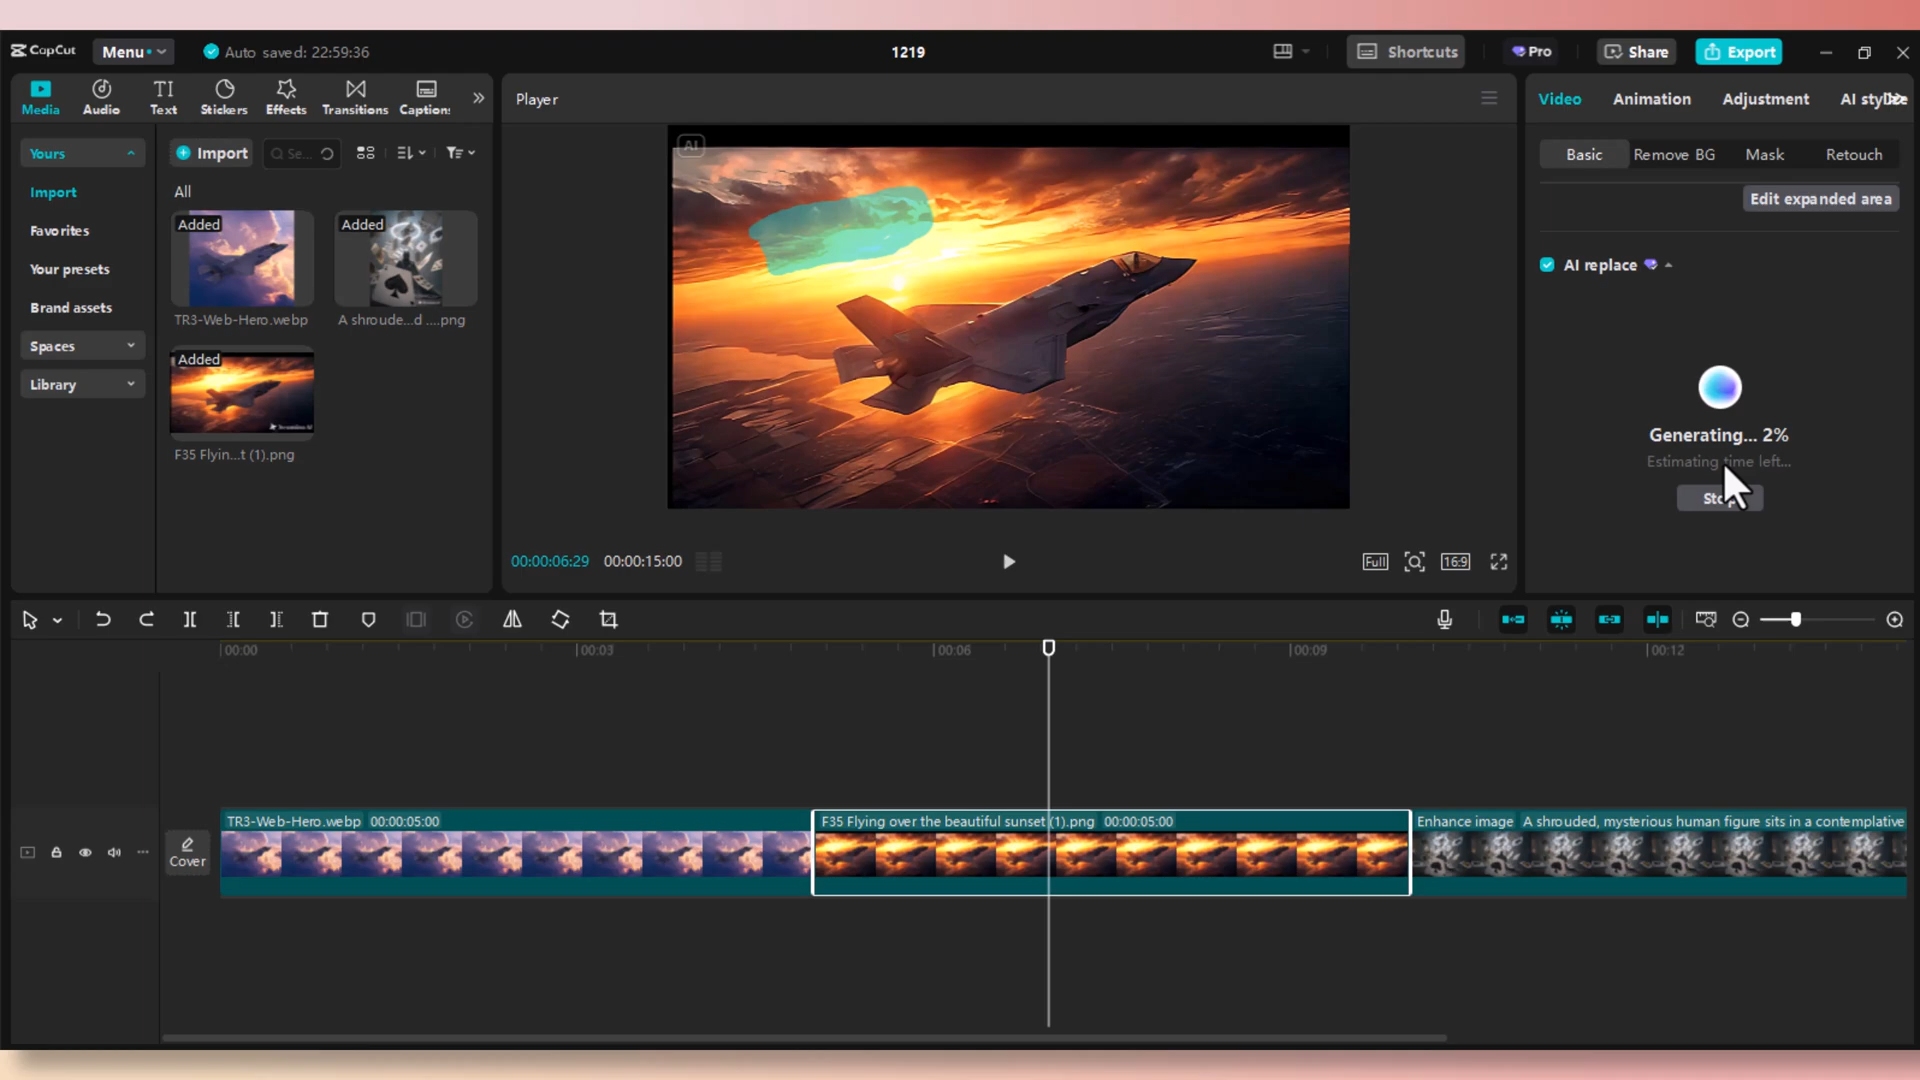 CapCut Menu Auto saved: 22:59:36 1219 Shortcuts Pro Share Export
Media Audio Text Stickers Effects Transitions Caption:
Player
Video Animation Adjustment
Yours
Import
Favorites
Your presets
Brand assets
Spaces
Library
Import Se...
All
Added
TR3-Web-Hero.webp
Added
A shroude...d ....png
Added
F35 Flyin...t (1).png
AI
00:00:06:29 00:00:15:00
Full 16:9
Basic Remove BG Mask Retouch
Edit expanded area
AI replace
Generating... 2%
Estimating time left...
00:00 00:03 00:06 00:09 00:12
Cover
TR3-Web-Hero.webp 00:00:05:00
F35 Flying over the beautiful sunset (1).png 00:00:05:00
Enhance image A shrouded, mysterious human figure sits in a contemplative